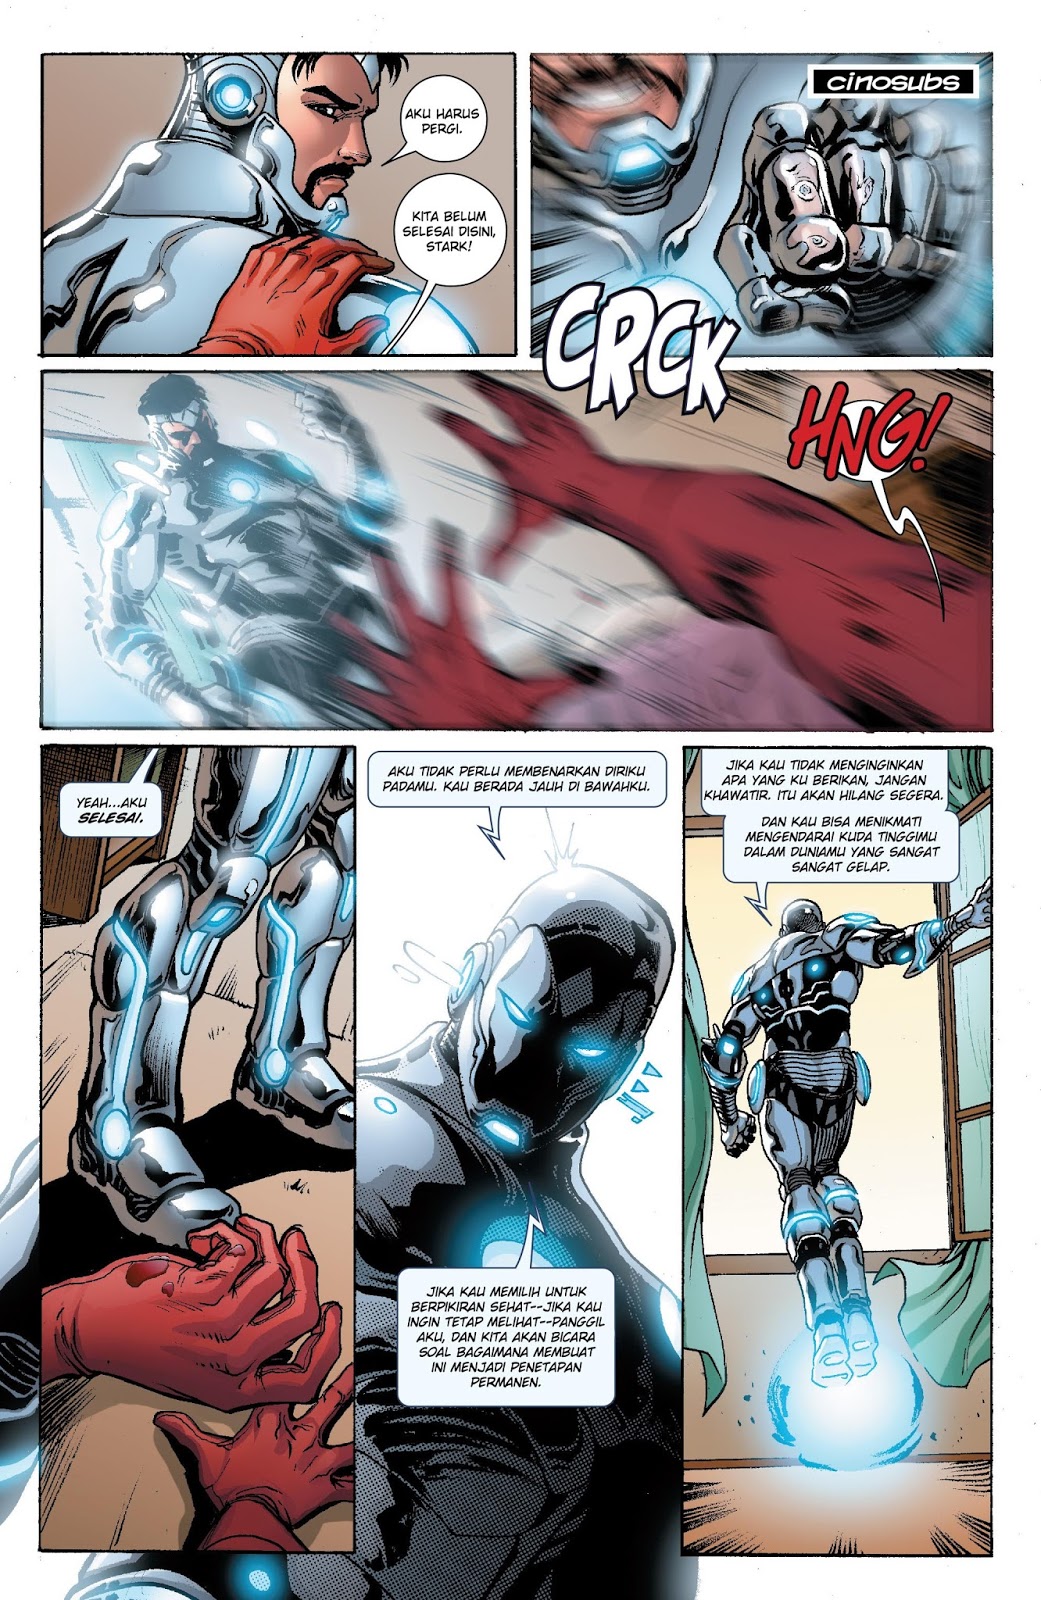 AKU HARUS
PERGI.
KITA BELUM
SELESAI DISINI,
STARK!
cinosubs
CRCK
HNG!
YEAH...AKU
SELESAI.
AKU TIDAK PERLU MEMBENARKAN DIRIKU
PADAMU. KAU BERADA JAUH DI BAWAHKU.
JIKA KAU MEMILIH UNTUK
BERPIKIRAN SEHAT--JIKA KAU
INGIN TETAP MELIHAT--PANGGIL
AKU, DAN KITA AKAN BICARA
SOAL BAGAIMANA MEMBUAT
INI MENJADI PENETAPAN
PERMANEN.
JIKA KAU TIDAK MENGINGINKAN
APA YANG KU BERIKAN, JANGAN
KHAWATIR. ITU AKAN HILANG SEGERA.
DAN KAU BISA MENIKMATI
MENGENDARAI KUDA TINGGIMU
DALAM DUNIAMU YANG SANGAT
SANGAT GELAP.